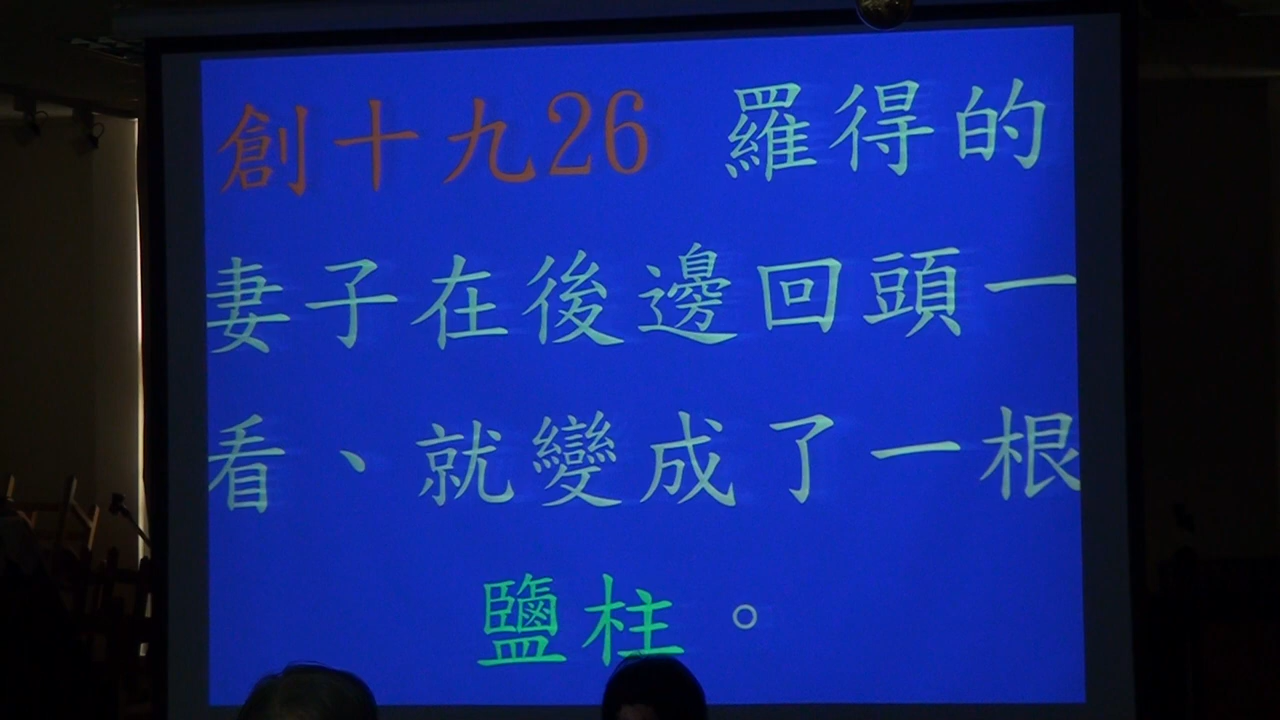 創十九26 羅得的
妻子在後邊回頭一
看、就變成了一根
鹽柱。